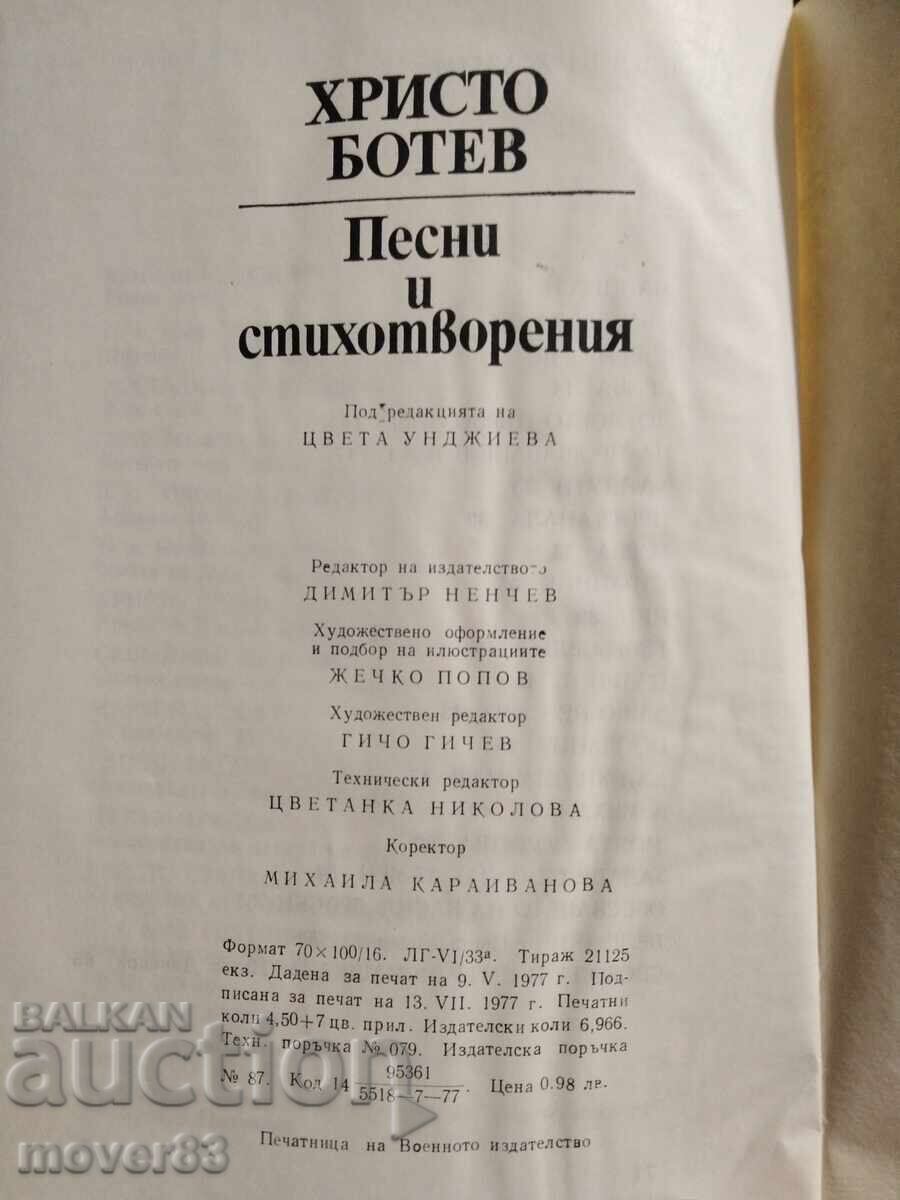 ХРИСТО
БОТЕВ
Песни
и
стихотворения
Под редакцията на
ЦВЕТА УНДЖИЕВА
Редактор на издателството
ДИМИТЪР НЕНЧЕВ
Художествено оформление
и подбор на илюстрациите
ЖЕЧКО ПОПОВ
Художествен редактор
ГИЧО ГИЧЕВ
Технически редактор
ЦВЕТАНКА НИКОЛОВА
Коректор
МИХАИЛА КАРАИВАНОВА
Формат 70×100/16. ЛГ-VI/33а. Тираж 21125
екз. Дадена за печат на 9. V. 1977 г. Под-
писана за печат на 13. VII. 1977 г. Печатни
коли 4,50+7 цв. прил. Издателски коли 6,966.
Техн. поръчка № 079. Издателска поръчка
№ 87. Код 14 95361/5518—7—77. Цена 0.98 лв.
Печатница на Военното издателство
BALKAN
auction
mover83